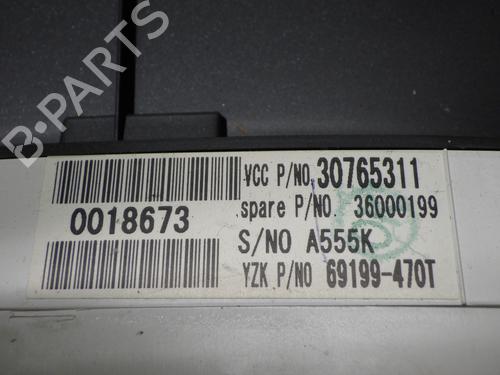 B-PARTS
VCC P/NO. 30765311
spare P/NO. 36000199
0018673
S/NO A555K
YZK P/NO 69199-470T